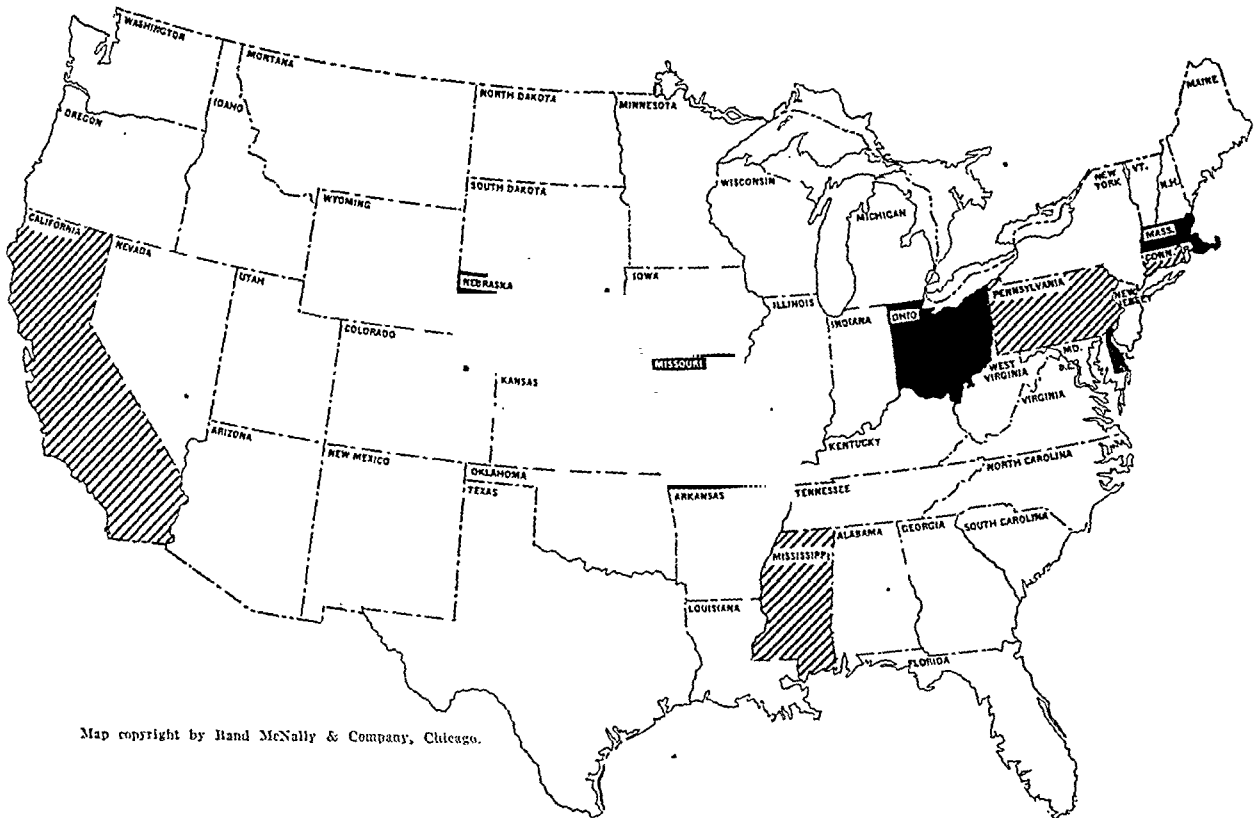 WASHINGTON
MONTANA
NORTH DAKOTA
MINNESOTA
MAINE
OREGON
IDAHO
SOUTH DAKOTA
WISCONSIN
MICHIGAN
NEW
YORK
VT.
N.H.
WYOMING
CALIFORNIA
NEVADA
MASS.
CONN.
UTAH
NEBRASKA
IOWA
ILLINOIS
INDIANA
OHIO
PENNSYLVANIA
NEW
JERSEY
COLORADO
KANSAS
MISSOURI
WEST
VIRGINIA
MD.
D.C.
VIRGINIA
ARIZONA
NEW MEXICO
OKLAHOMA
TEXAS
KENTUCKY
ARKANSAS
TENNESSEE
NORTH CAROLINA
MISSISSIPPI
ALABAMA
GEORGIA
SOUTH CAROLINA
LOUISIANA
FLORIDA
Map copyright by Rand McNally & Company, Chicago.